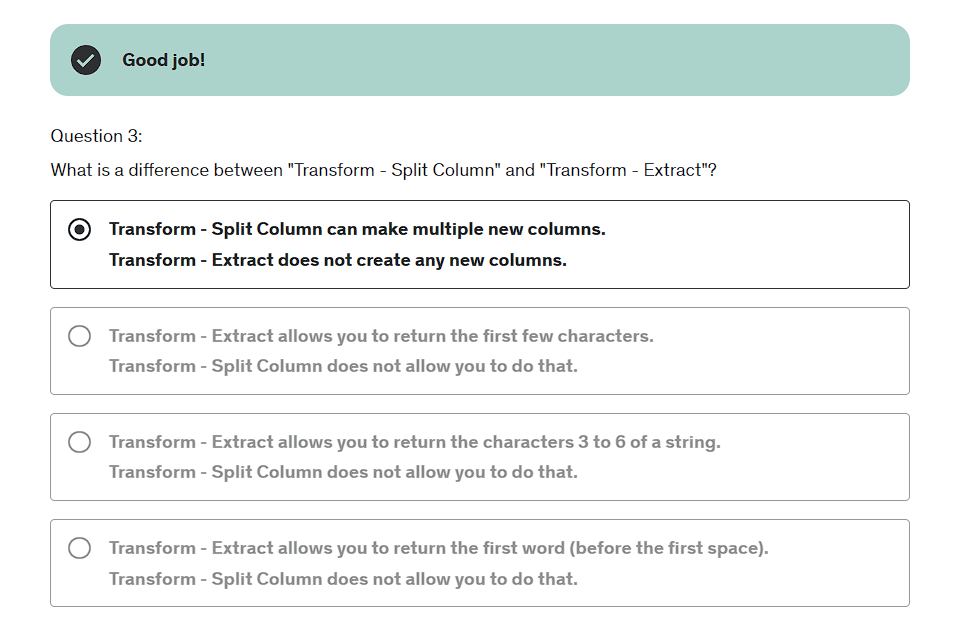 Good job!
Question 3:
What is a difference between "Transform - Split Column" and "Transform - Extract"?
Transform - Split Column can make multiple new columns.
Transform - Extract does not create any new columns.
Transform - Extract allows you to return the first few characters.
Transform - Split Column does not allow you to do that.
Transform - Extract allows you to return the characters 3 to 6 of a string.
Transform - Split Column does not allow you to do that.
Transform - Extract allows you to return the first word (before the first space).
Transform - Split Column does not allow you to do that.